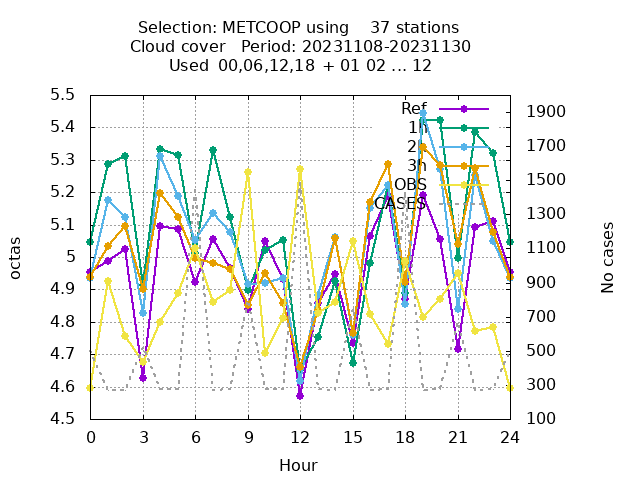 Selection: METCOOP using 37 stations
Cloud cover Period: 20231108-20231130
Used 00,06,12,18 + 01 02 ... 12
5.5
5.4
5.3
5.2
5.1
5
4.9
4.8
4.7
4.6
4.5
octas
1900
1700
1500
1300
1100
900
700
500
300
100
No cases
Ref
1h
2h
3h
OBS
CASES
0 3 6 9 12 15 18 21 24
Hour